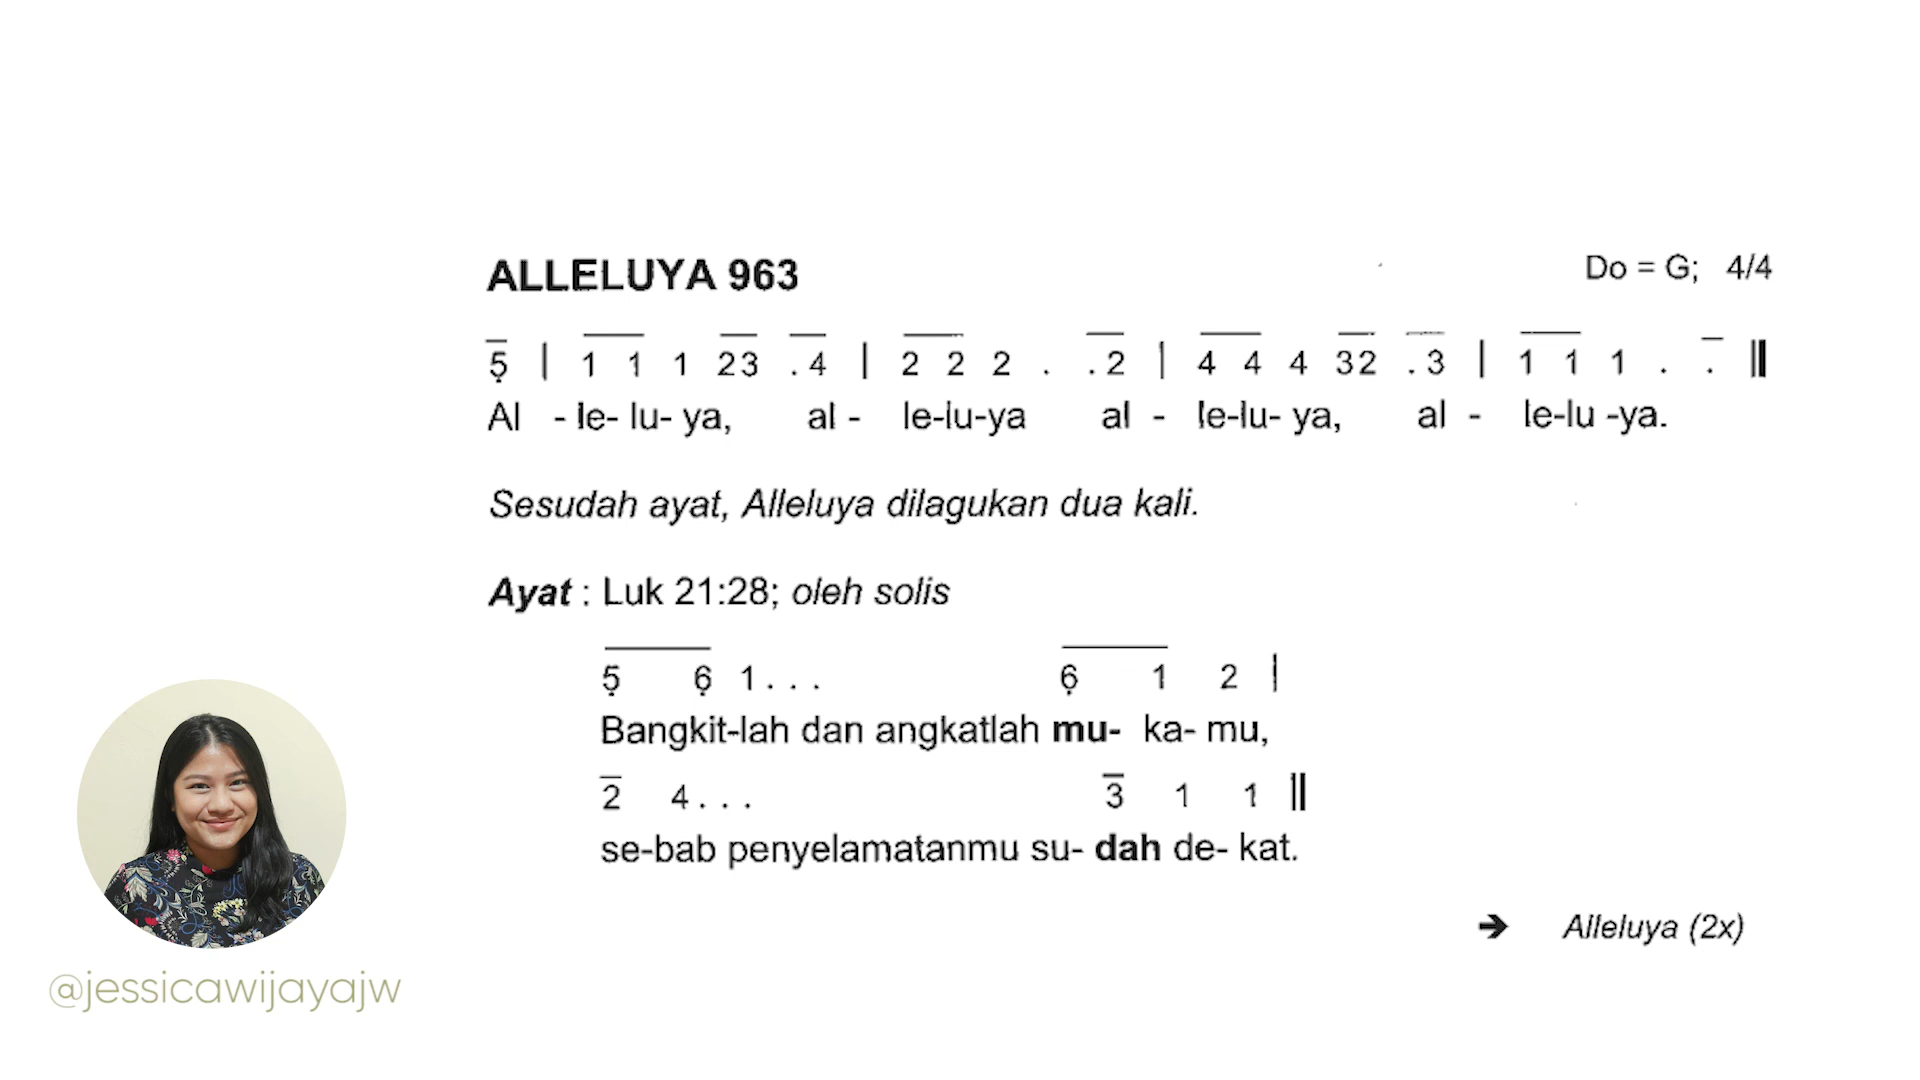 ALLELUYA 963
Do = G; 4/4
5̣ | 1 1 1 23 .4 | 2 2 2 . .2 | 4 4 4 32 .3 | 1 1 1 . . ||
Al - le- lu- ya, al - le-lu-ya al - le-lu- ya, al - le-lu -ya.
Sesudah ayat, Alleluya dilagukan dua kali.
Ayat : Luk 21:28; oleh solis
5̣ 6̣ 1 . . . 6̣ 1 2 |
Bangkit-lah dan angkatlah mu- ka- mu,
2 4 . . . 3 1 1 ||
se-bab penyelamatanmu su- dah de- kat.
➔ Alleluya (2x)
@jessicawijayajw